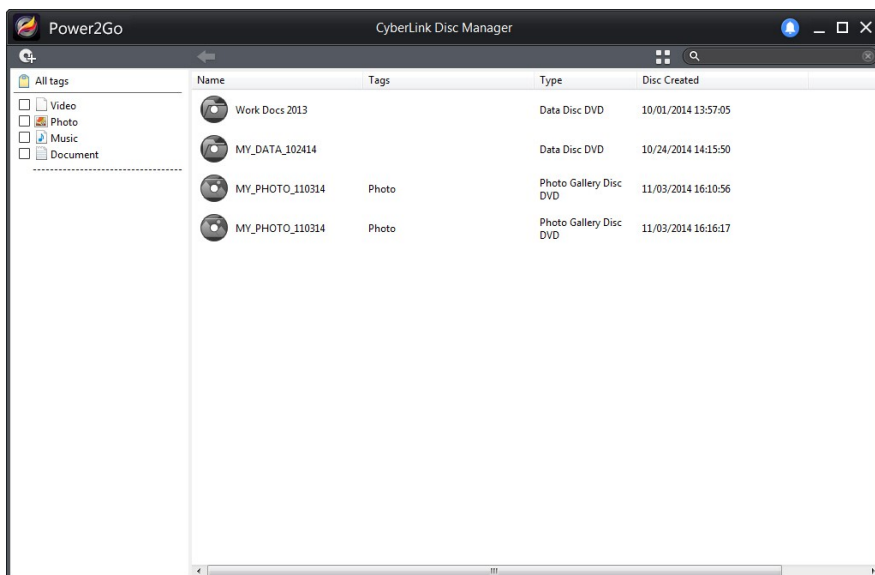 Power2Go
CyberLink Disc Manager
All tags
Video
Photo
Music
Document
Name Tags Type Disc Created
Work Docs 2013 Data Disc DVD 10/01/2014 13:57:05
MY_DATA_102414 Data Disc DVD 10/24/2014 14:15:50
MY_PHOTO_110314 Photo Photo Gallery Disc DVD 11/03/2014 16:10:56
MY_PHOTO_110314 Photo Photo Gallery Disc DVD 11/03/2014 16:16:17